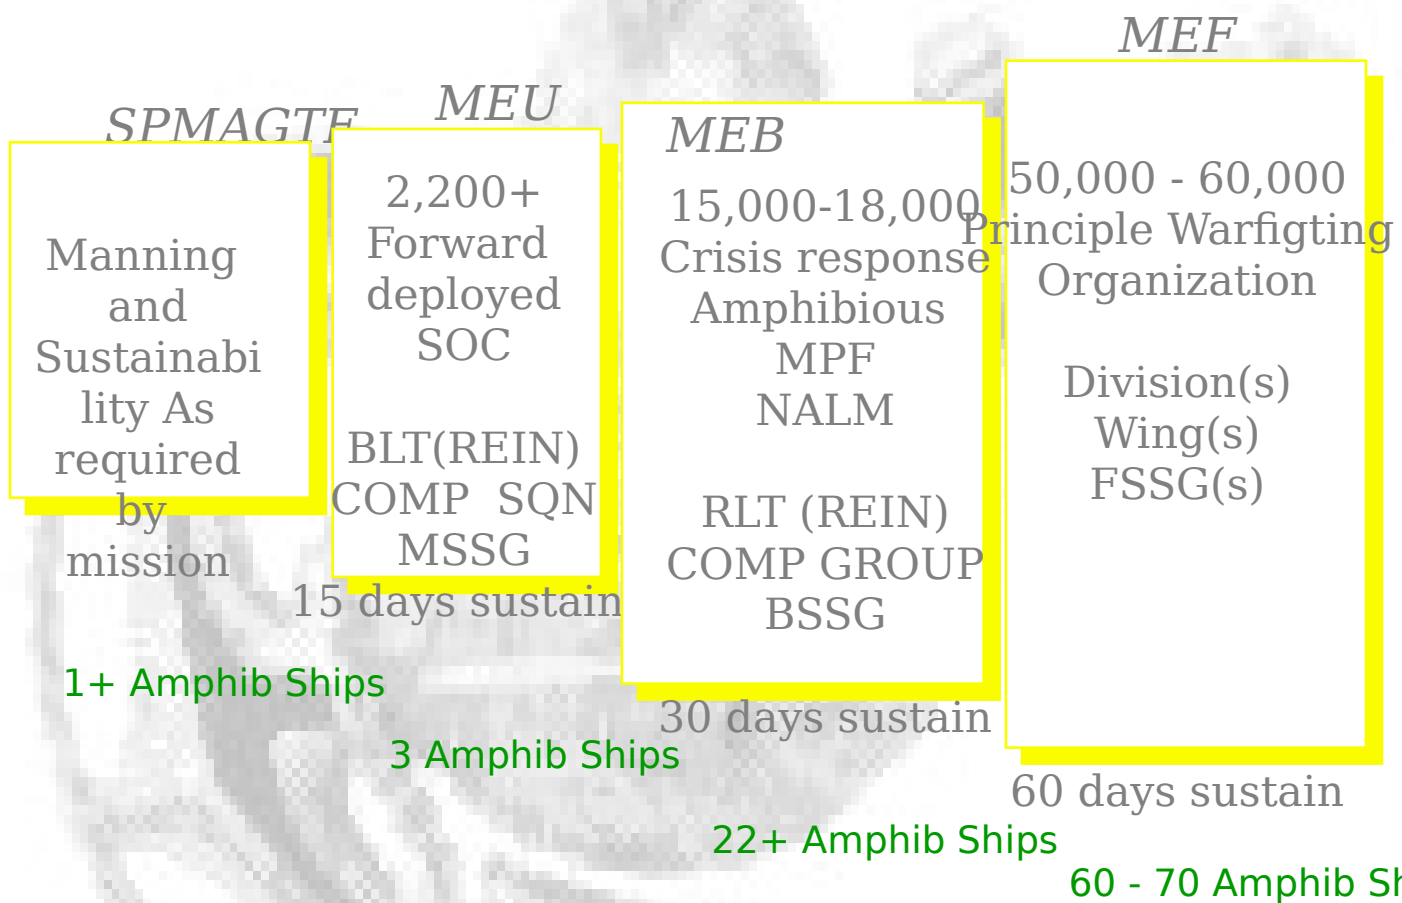 SPMAGTF
Manning
and
Sustainabi
lity As
required
by
mission
1+ Amphib Ships
MEU
2,200+
Forward
deployed
SOC
BLT(REIN)
COMP SQN
MSSG
15 days sustain
3 Amphib Ships
MEB
15,000-18,000
Crisis response
Amphibious
MPF
NALM
RLT (REIN)
COMP GROUP
BSSG
30 days sustain
22+ Amphib Ships
MEF
50,000 - 60,000
Principle Warfigting
Organization
Division(s)
Wing(s)
FSSG(s)
60 days sustain
60 - 70 Amphib Sh